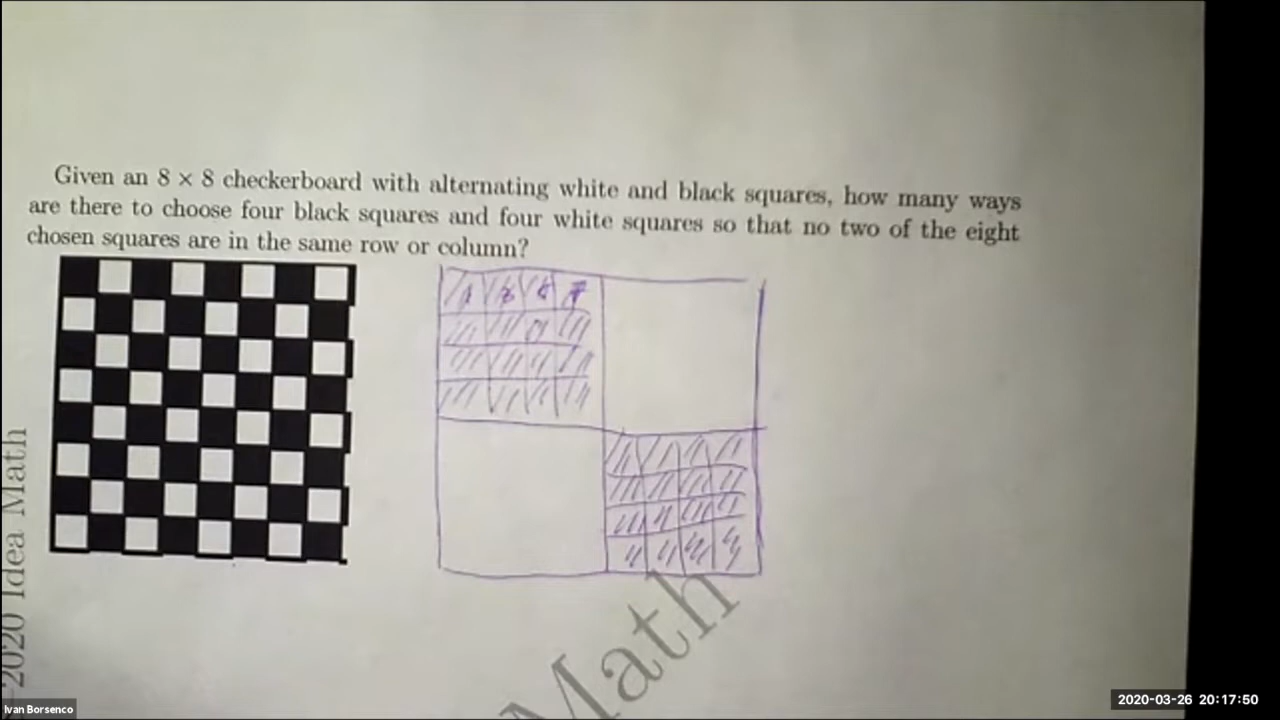 Given an 8 × 8 checkerboard with alternating white and black squares, how many ways
are there to choose four black squares and four white squares so that no two of the eight
chosen squares are in the same row or column?
2020 Idea Math
Math
Ivan Borsenco
2020-03-26 20:17:50